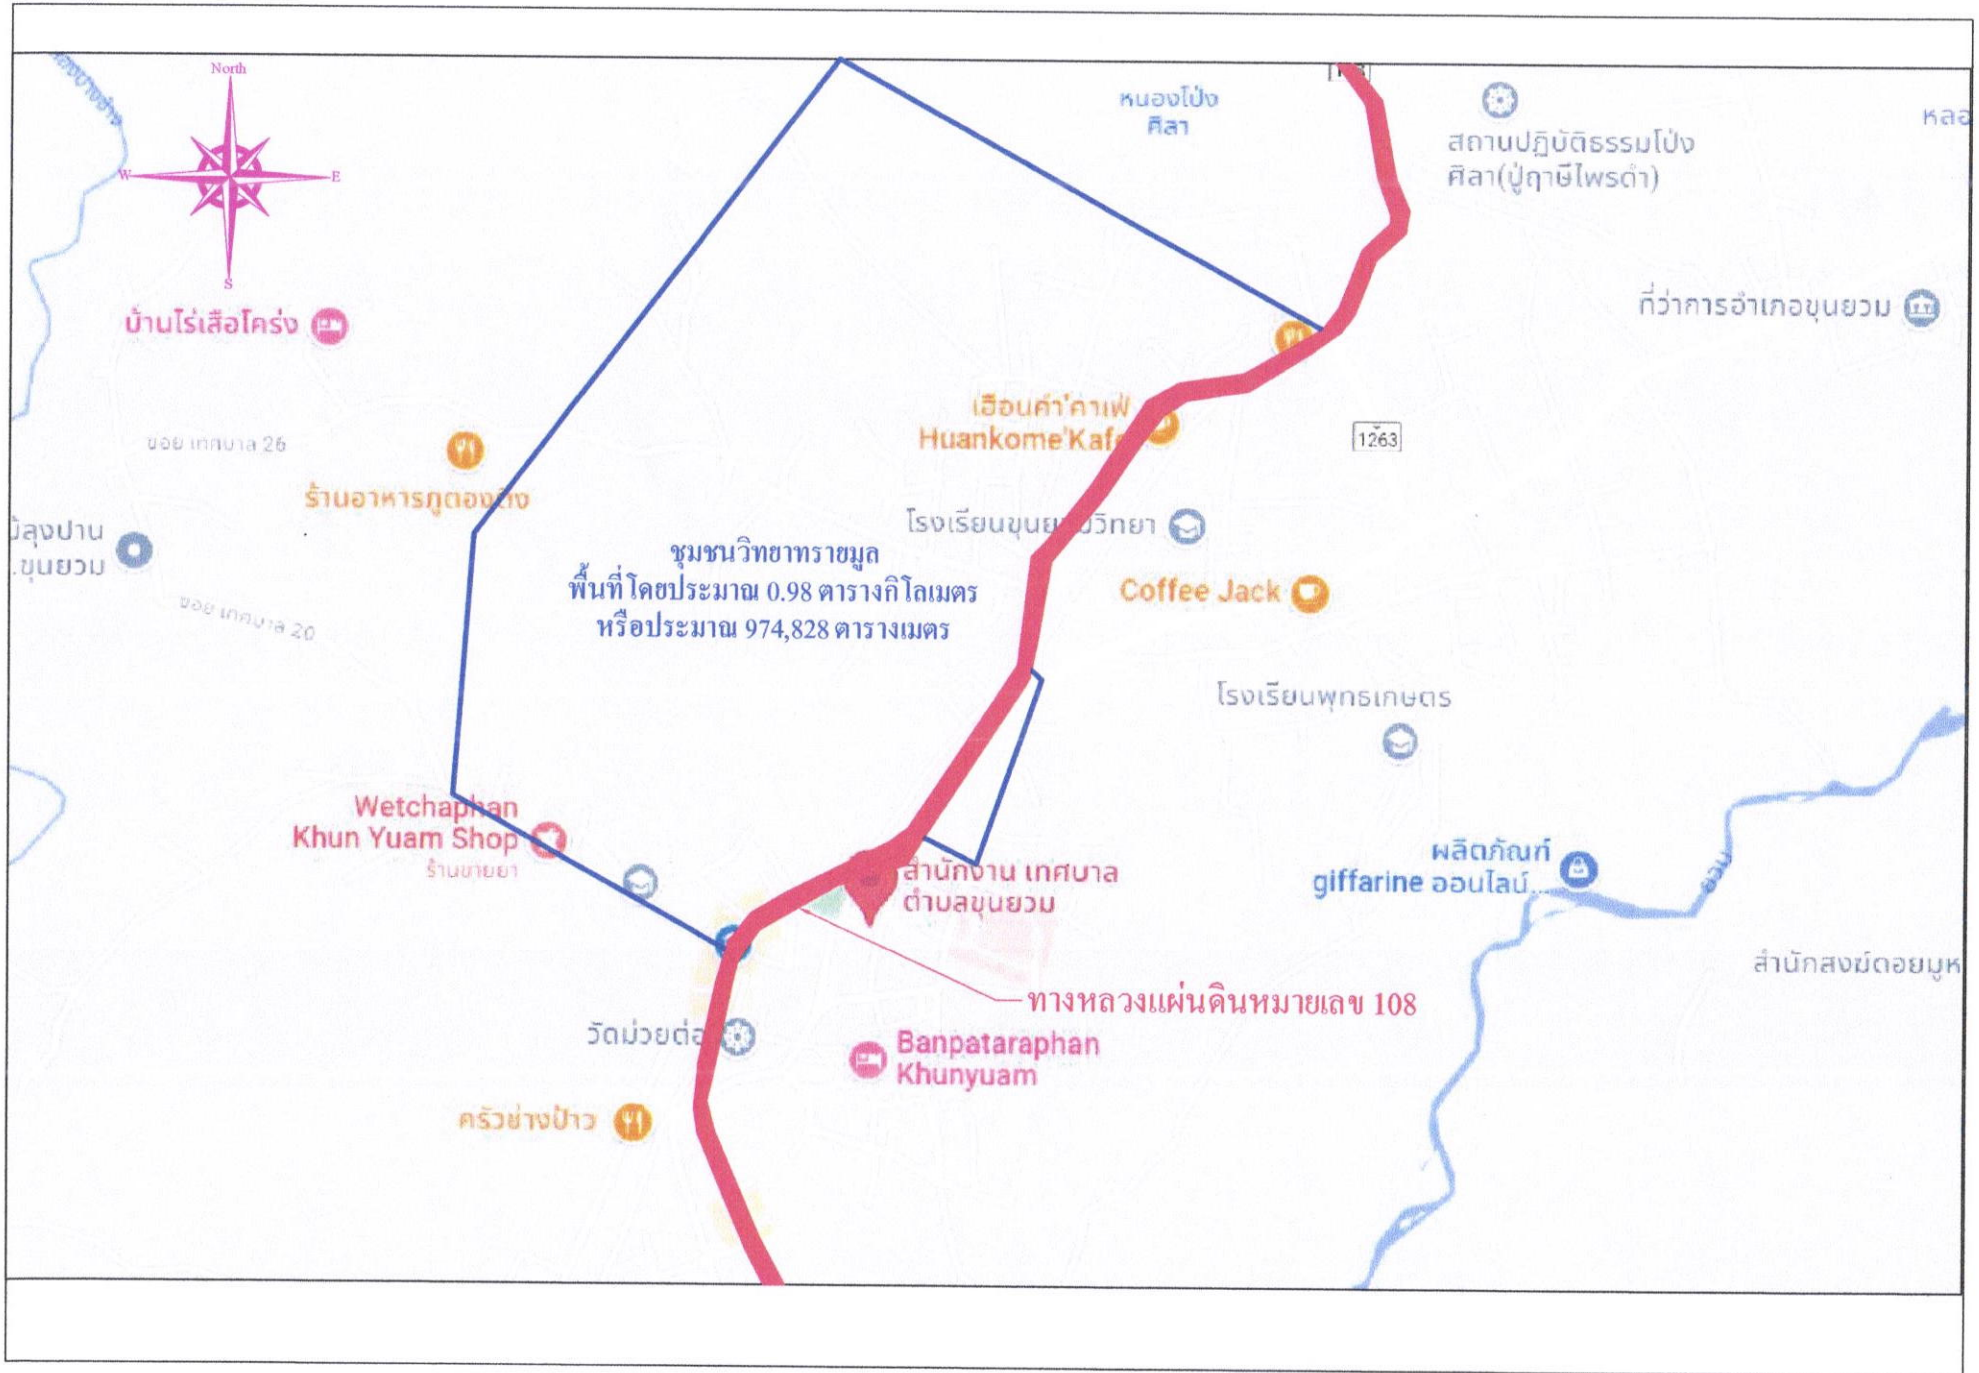 North
W
E
S
หนองโป่ง
ศิลา
สถานปฏิบัติธรรมโป่ง
ศิลา(ปู่ฤาษีไพรดำ)
บ้านไร่เสือโคร่ง
ที่ว่าการอำเภอขุนยวม
เฮือนคำ'คาเฟ่
Huankome'Kafe
1263
ซอย เทศบาล 26
ร้านอาหารภูตองติง
ลุงปาน
.ขุนยวม
โรงเรียนขุนยวมวิทยา
ชุมชนวิทยาทรายมูล
พื้นที่โดยประมาณ 0.98 ตารางกิโลเมตร
หรือประมาณ 974,828 ตารางเมตร
Coffee Jack
ซอย เทศบาล 20
โรงเรียนพุทธเกษตร
Wetchaphan
Khun Yuam Shop
ร้านขายยา
สำนักงาน เทศบาล
ตำบลขุนยวม
ผลิตภัณฑ์
giffarine ออนไลน์...
ยวม
สำนักสงฆ์ดอยมูห
ทางหลวงแผ่นดินหมายเลข 108
วัดม่วยต่อ
Banpataraphan
Khunyuam
ครัวช่างป้าว